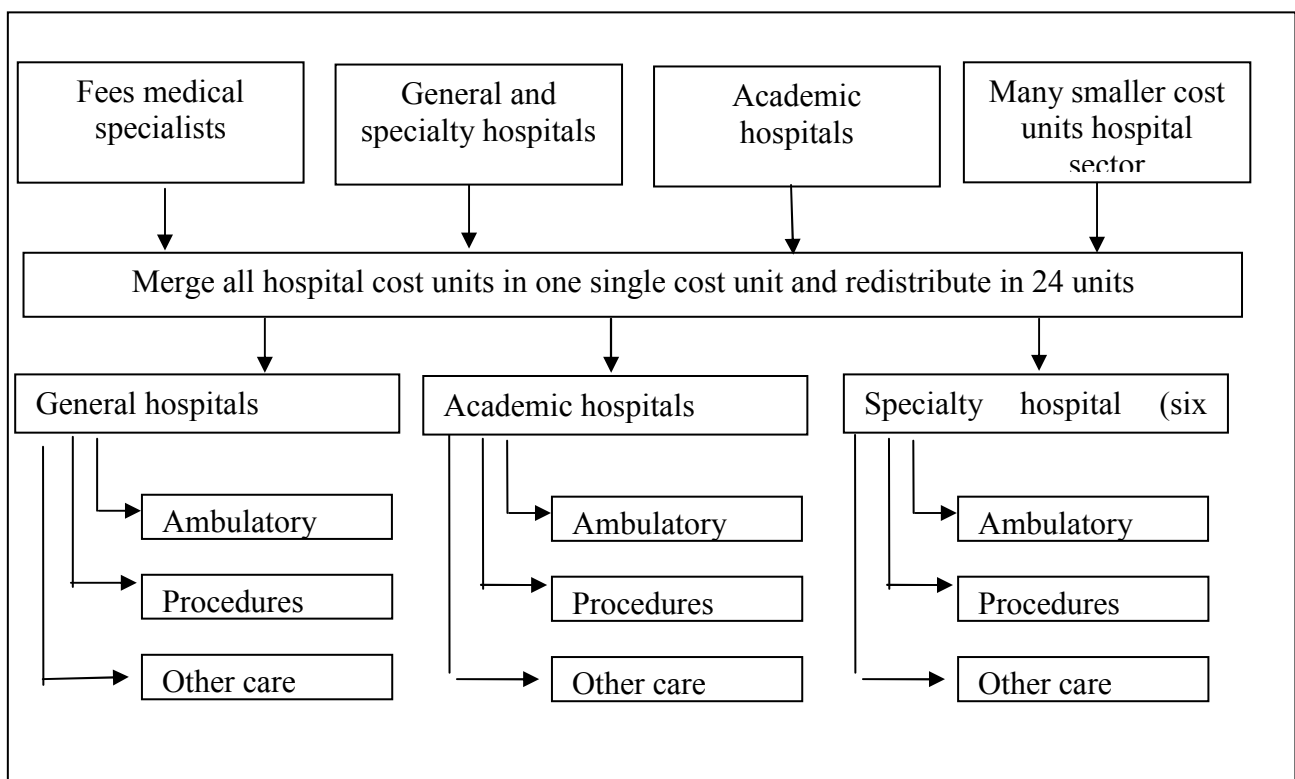 Fees medical
specialists
General and
specialty hospitals
Academic
hospitals
Many smaller cost
units hospital
sector
Merge all hospital cost units in one single cost unit and redistribute in 24 units
General hospitals
Academic hospitals
Specialty hospital (six
Ambulatory
Procedures
Other care
Ambulatory
Procedures
Other care
Ambulatory
Procedures
Other care